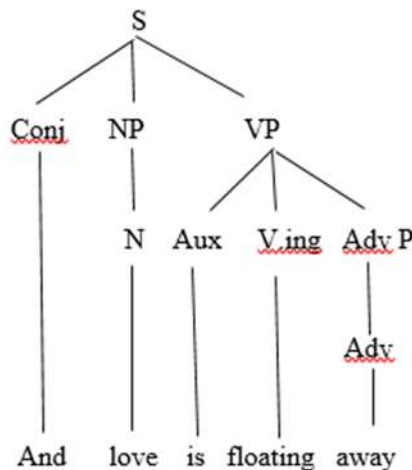 S
Conj NP VP
N Aux V.ing Adv P
Adv
And love is floating away